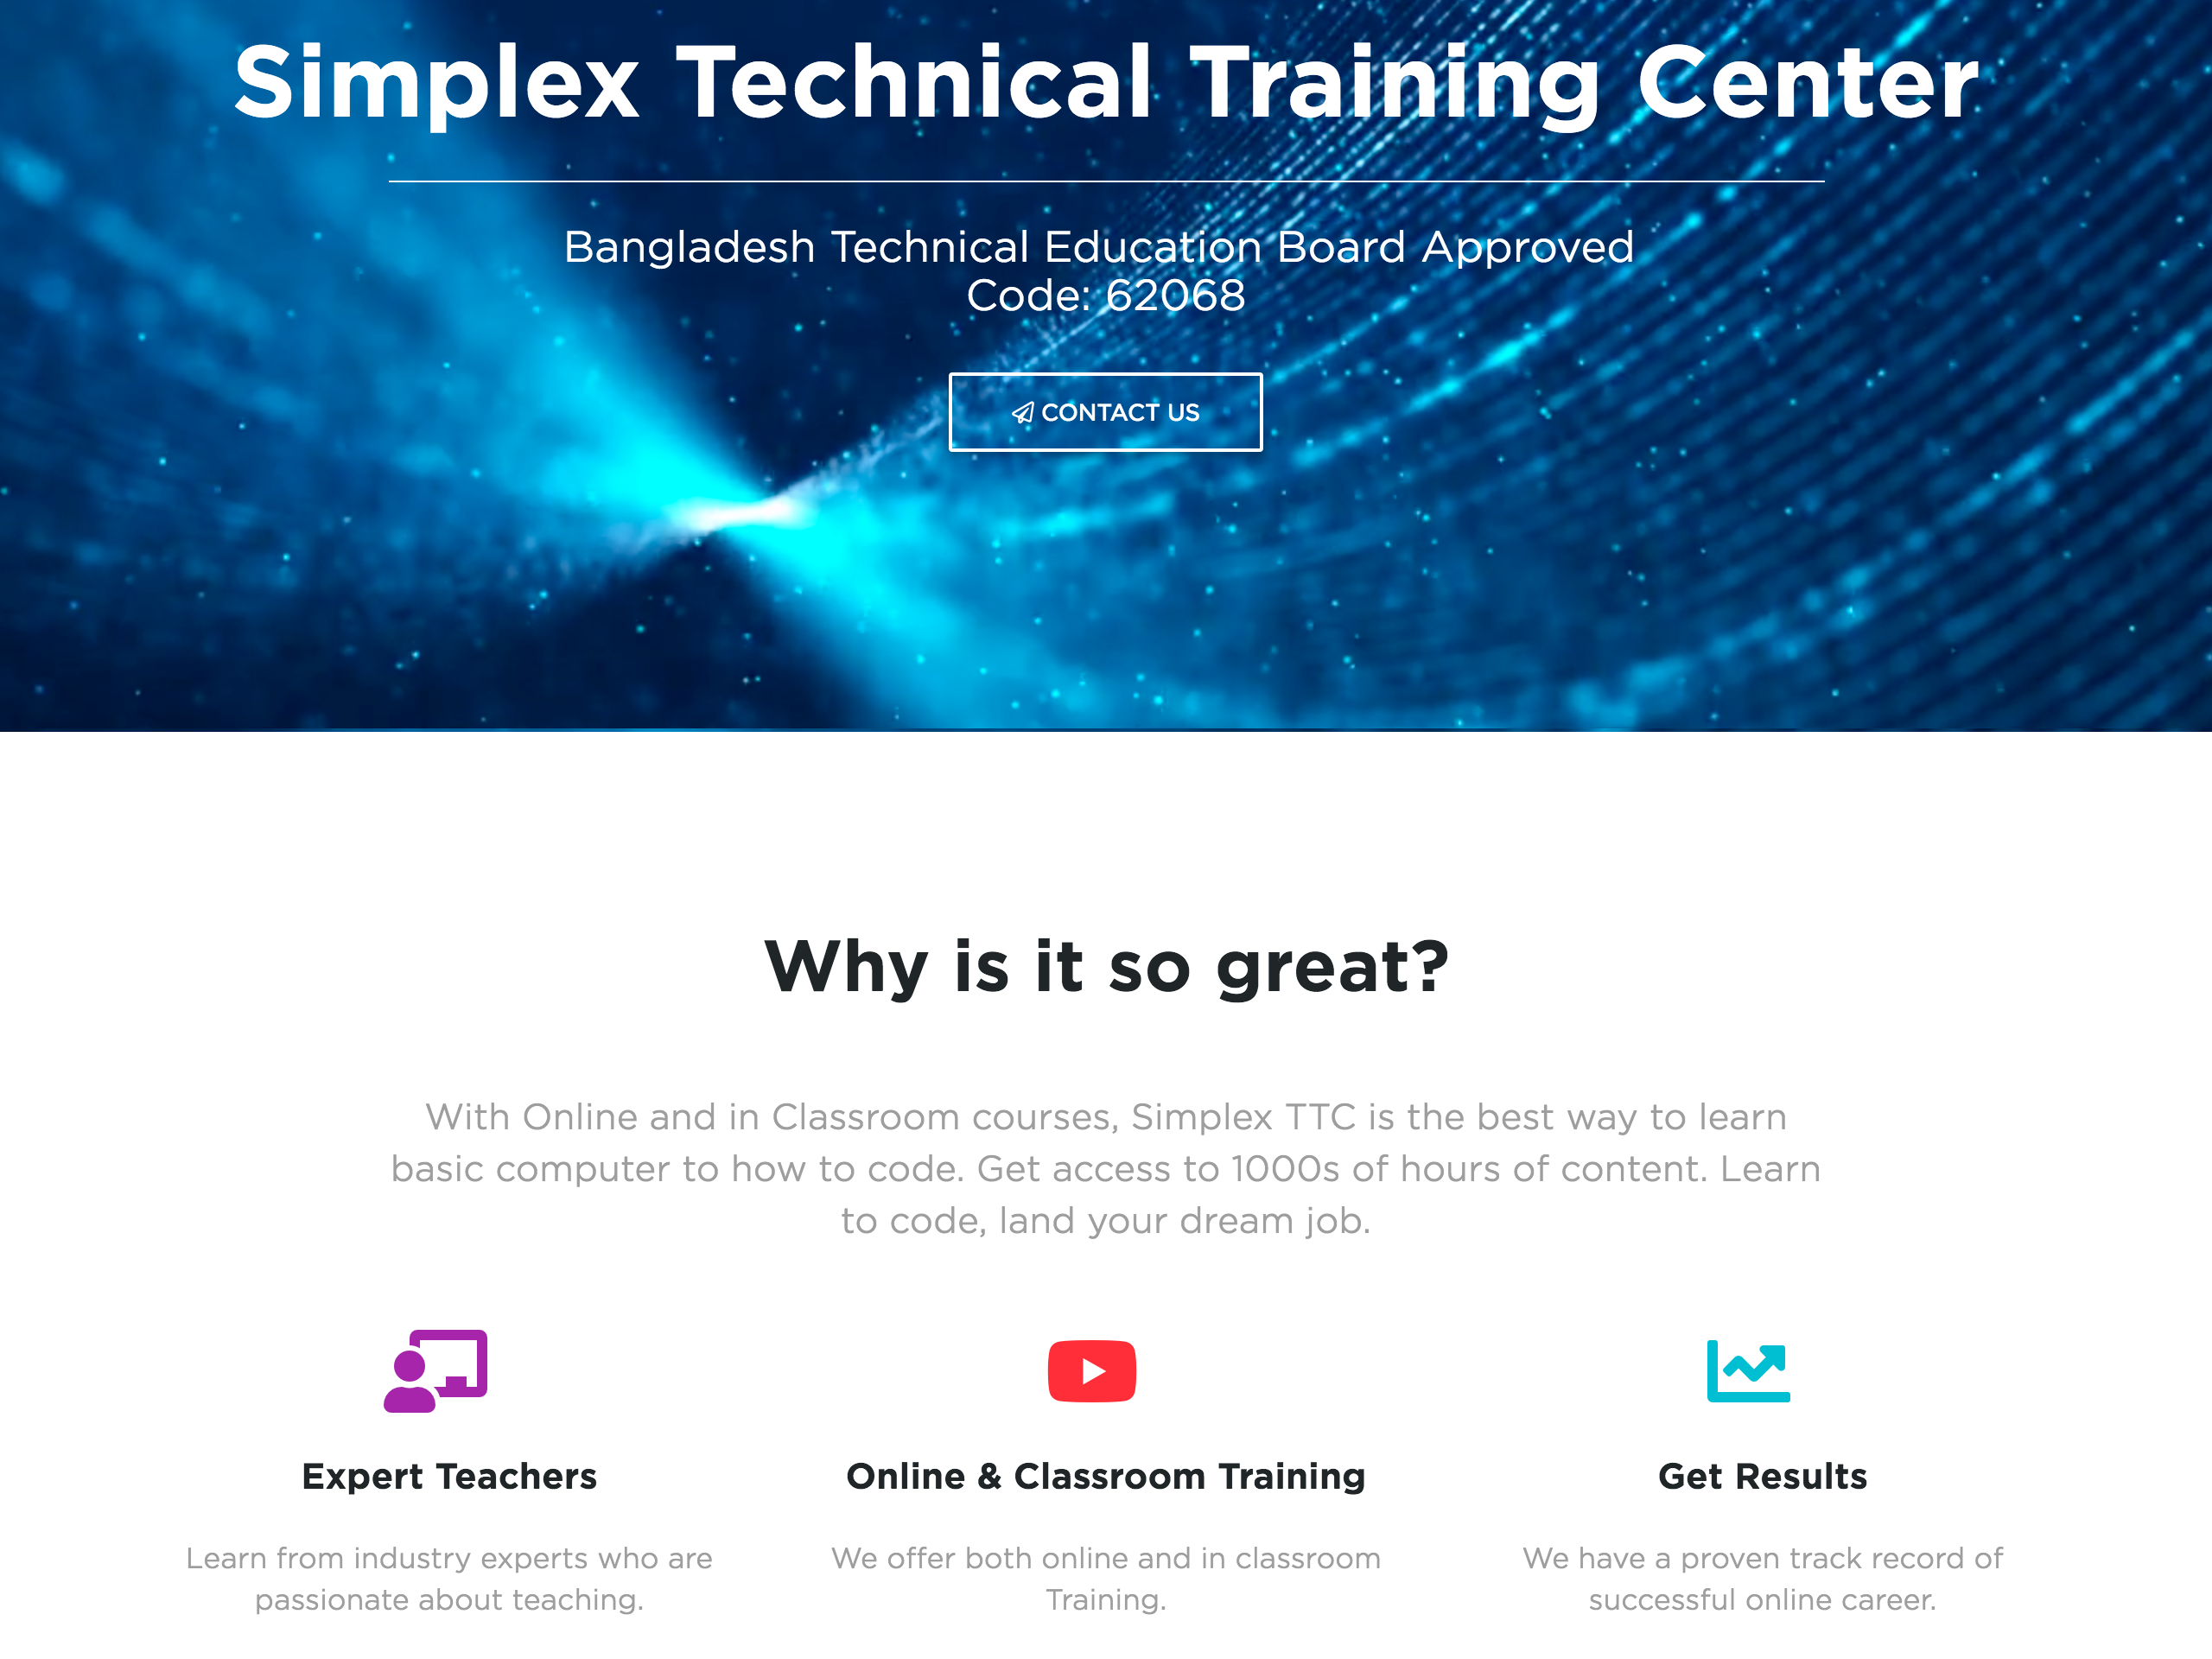 Simplex Technical Training Center
Bangladesh Technical Education Board Approved
Code: 62068
CONTACT US
Why is it so great?
With Online and in Classroom courses, Simplex TTC is the best way to learn
basic computer to how to code. Get access to 1000s of hours of content. Learn
to code, land your dream job.
Expert Teachers
Learn from industry experts who are
passionate about teaching.
Online & Classroom Training
We offer both online and in classroom
Training.
Get Results
We have a proven track record of
successful online career.